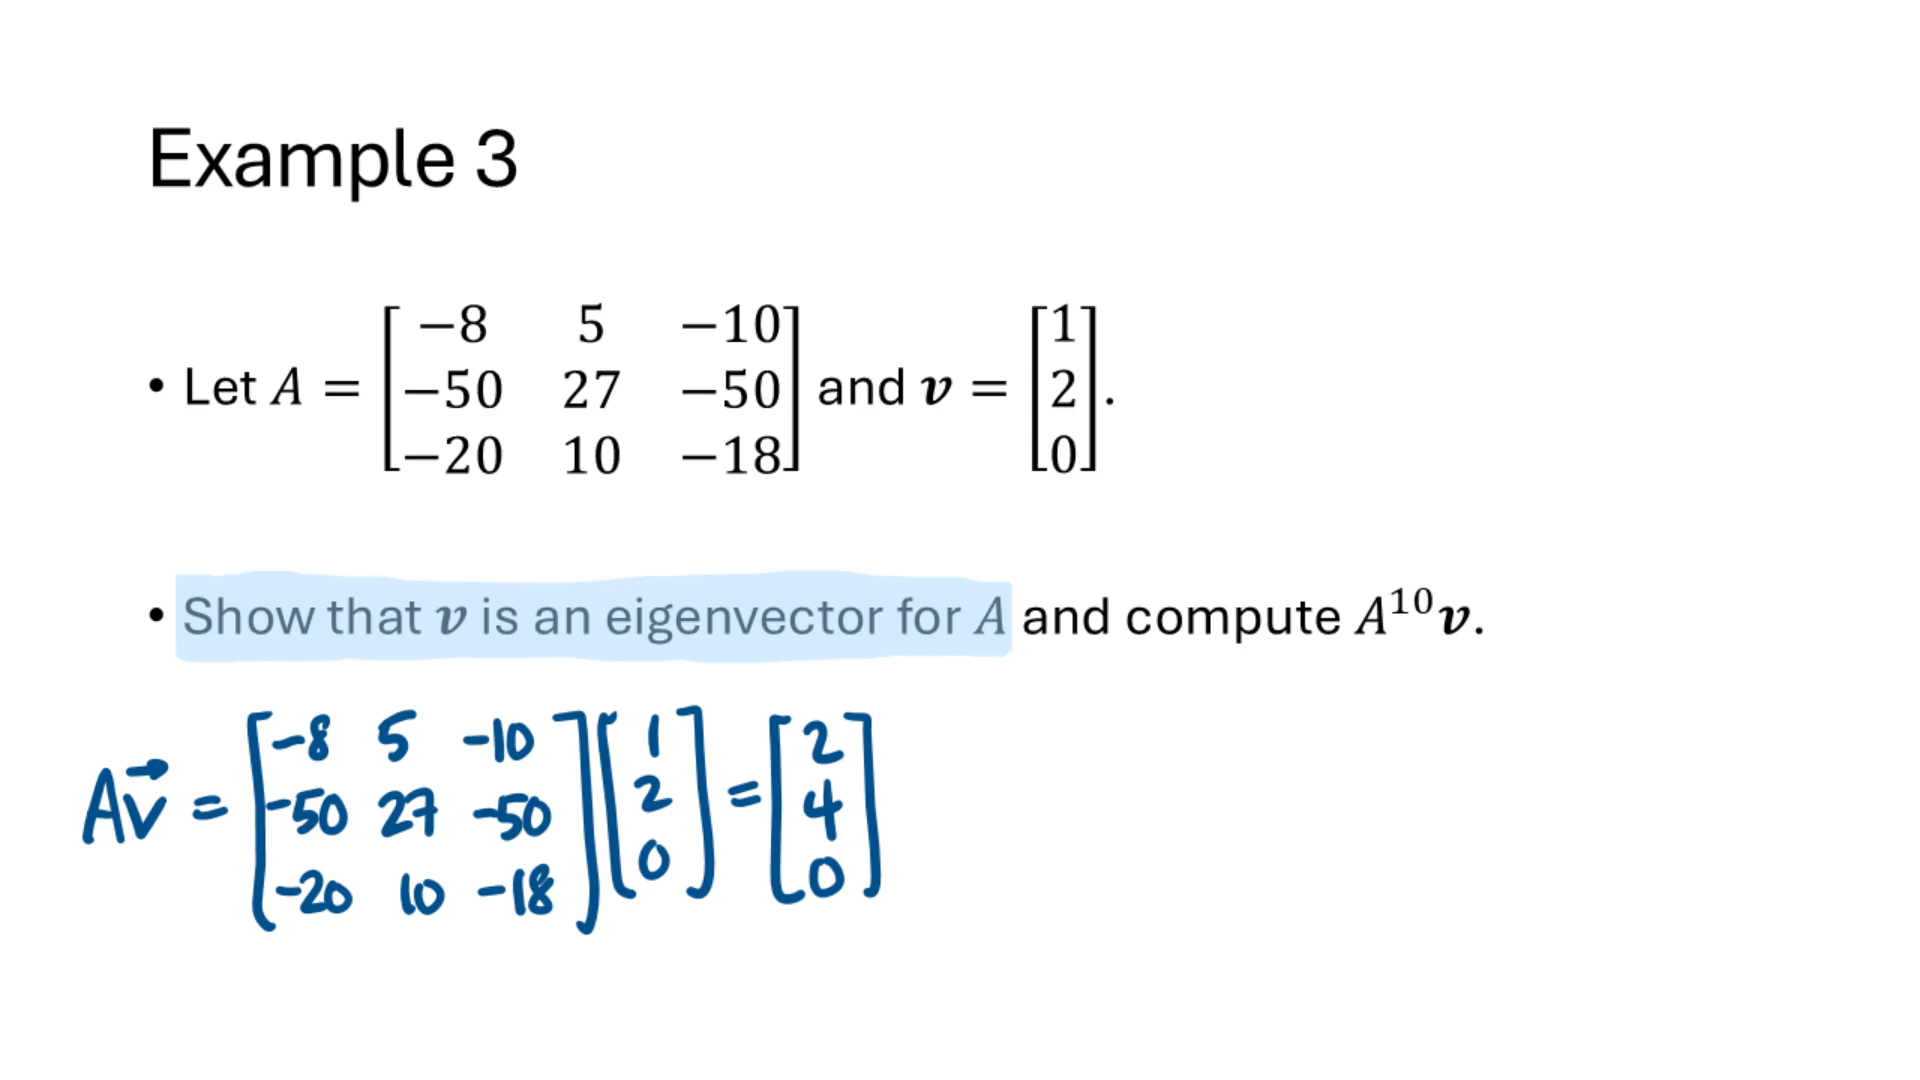 Example 3
• Let A = [−8 5 −10; −50 27 −50; −20 10 −18] and v = [1; 2; 0].
• Show that v is an eigenvector for A and compute A¹⁰v.
Av⃗ = [-8 5 -10; -50 27 -50; -20 10 -18] [1; 2; 0] = [2; 4; 0]